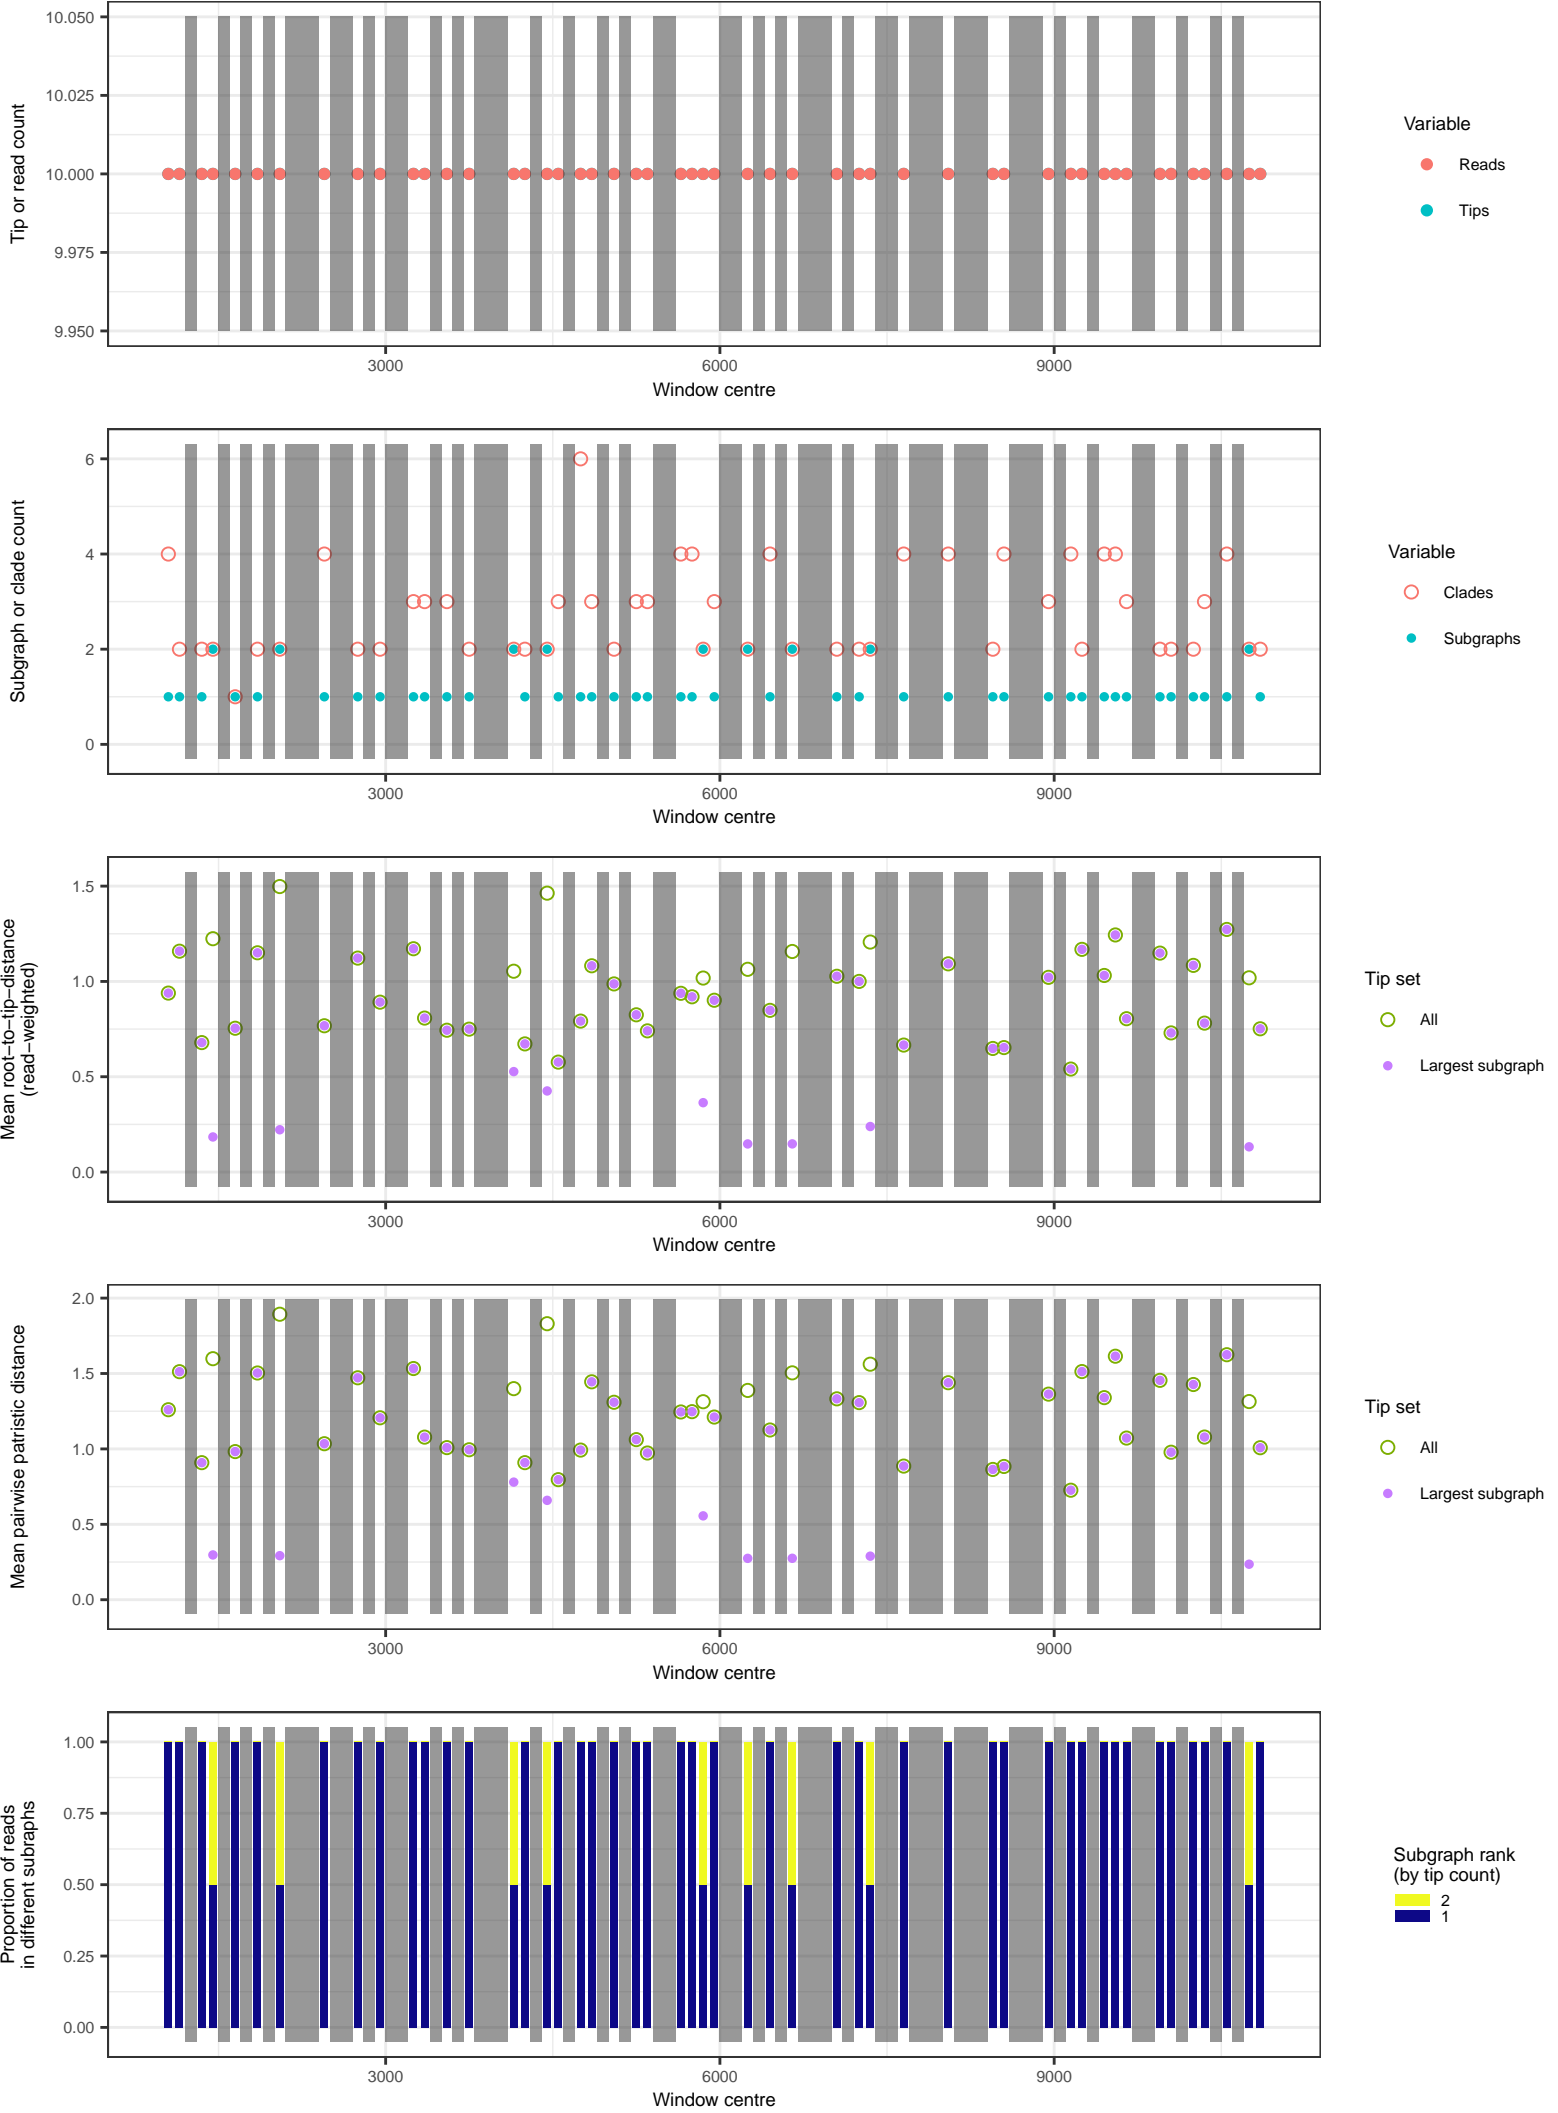 10.050
10.025
10.000
9.975
9.950
Tip or read count
3000
6000
9000
Window centre
Variable
Reads
Tips
6
4
2
0
Subgraph or clade count
3000
6000
9000
Window centre
Variable
Clades
Subgraphs
1.5
1.0
0.5
0.0
Mean root−to−tip−distance
(read−weighted)
3000
6000
9000
Window centre
Tip set
All
Largest subgraph
2.0
1.5
1.0
0.5
0.0
Mean pairwise patristic distance
3000
6000
9000
Window centre
Tip set
All
Largest subgraph
1.00
0.75
0.50
0.25
0.00
Proportion of reads
in different subraphs
3000
6000
9000
Window centre
Subgraph rank
(by tip count)
2
1